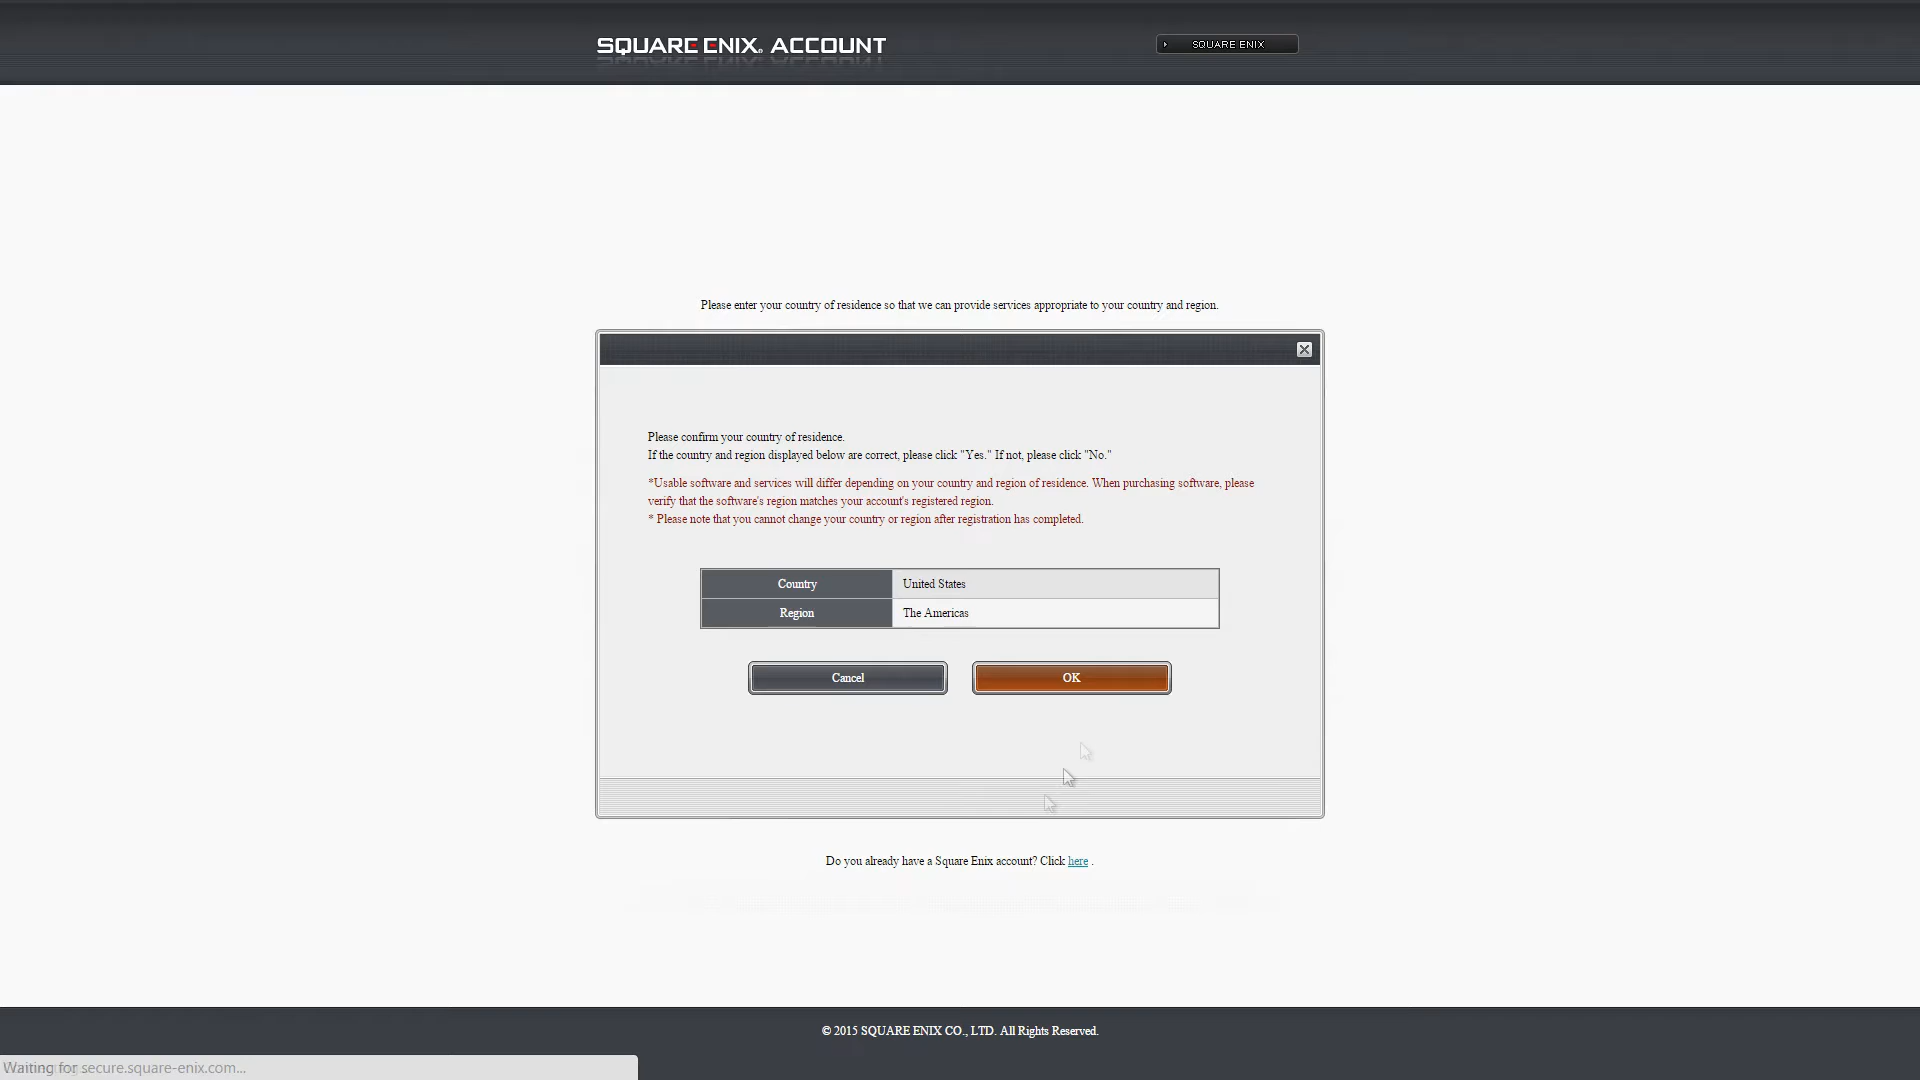 SQUARE ENIX. ACCOUNT
SQUARE ENIX
Please enter your country of residence so that we can provide services appropriate to your country and region.
Please confirm your country of residence.
If the country and region displayed below are correct, please click "Yes." If not, please click "No."
*Usable software and services will differ depending on your country and region of residence. When purchasing software, please
verify that the software's region matches your account's registered region.
* Please note that you cannot change your country or region after registration has completed.
Country United States
Region The Americas
Cancel OK
Do you already have a Square Enix account? Click here .
© 2015 SQUARE ENIX CO., LTD. All Rights Reserved.
Waiting for secure.square-enix.com...